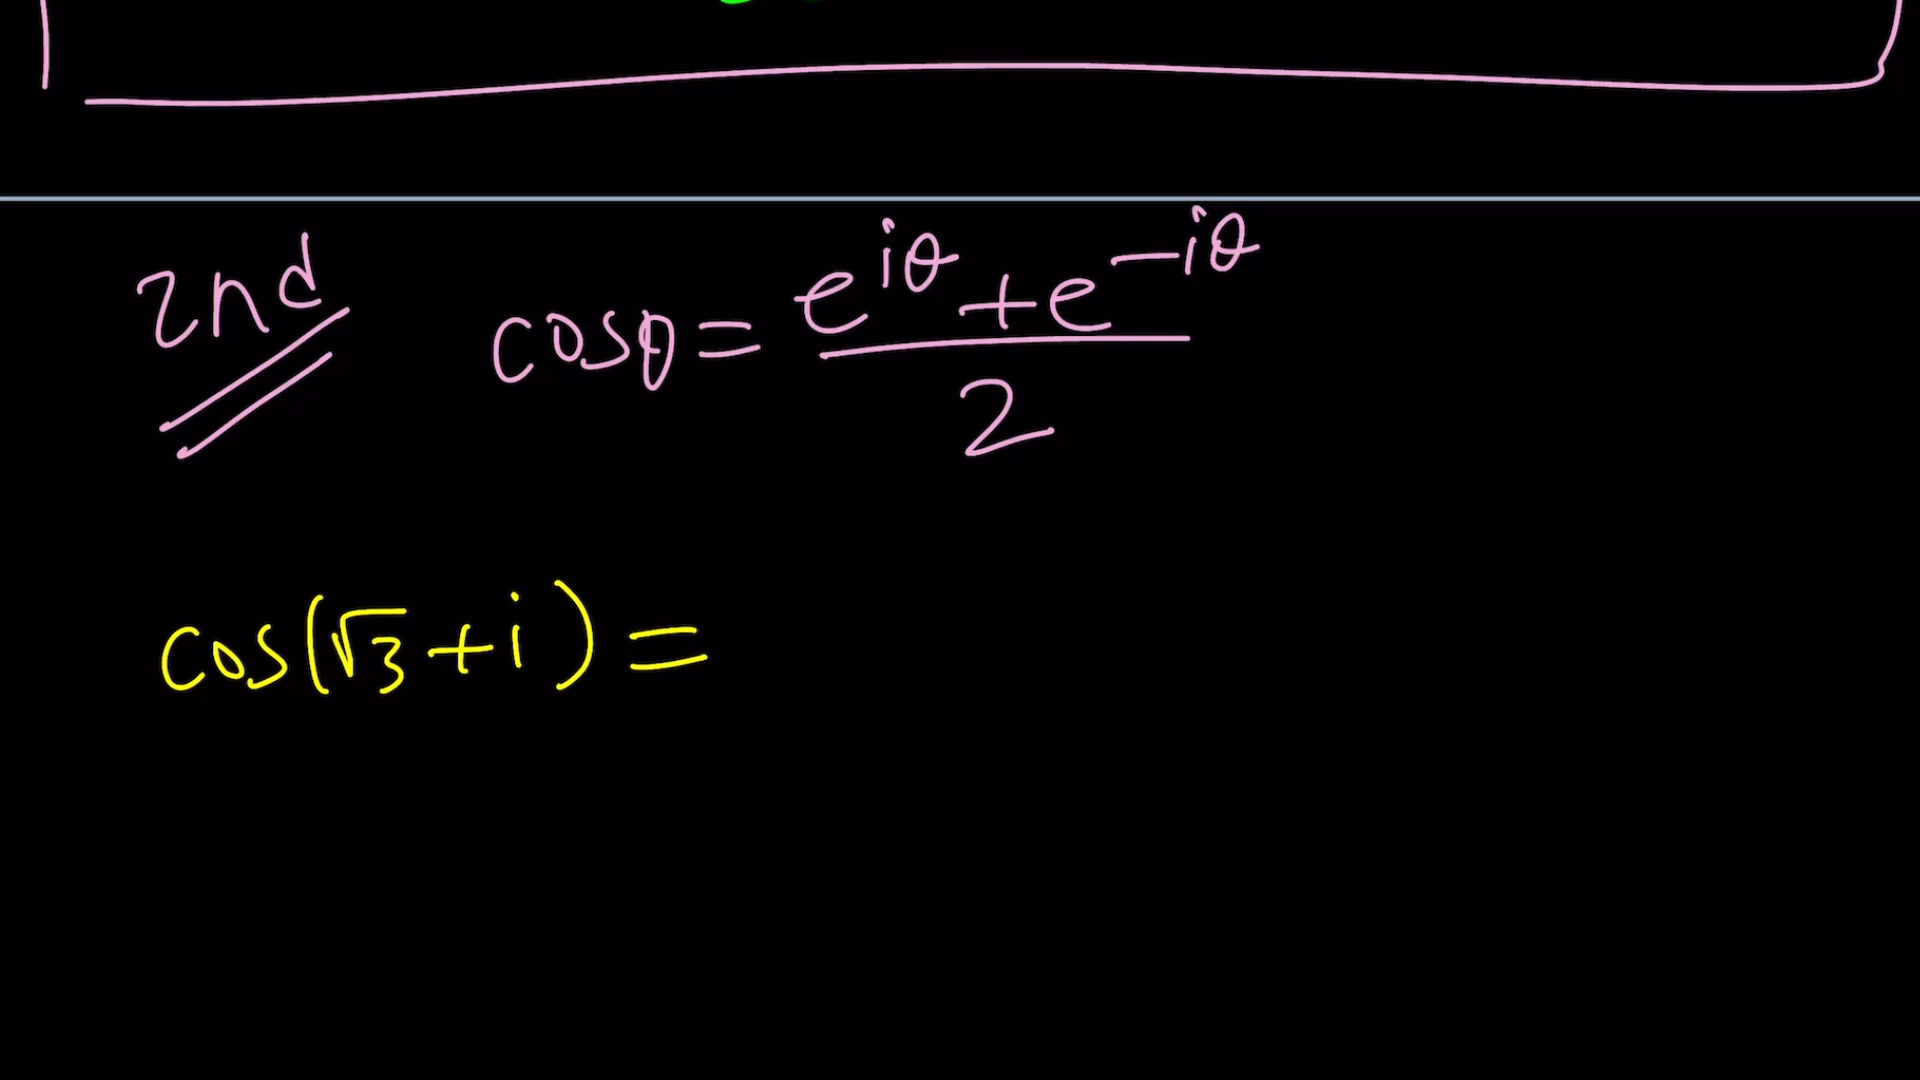 2nd cosθ = e^{iθ} + e^{-iθ} / 2
cos(√3 + i) =